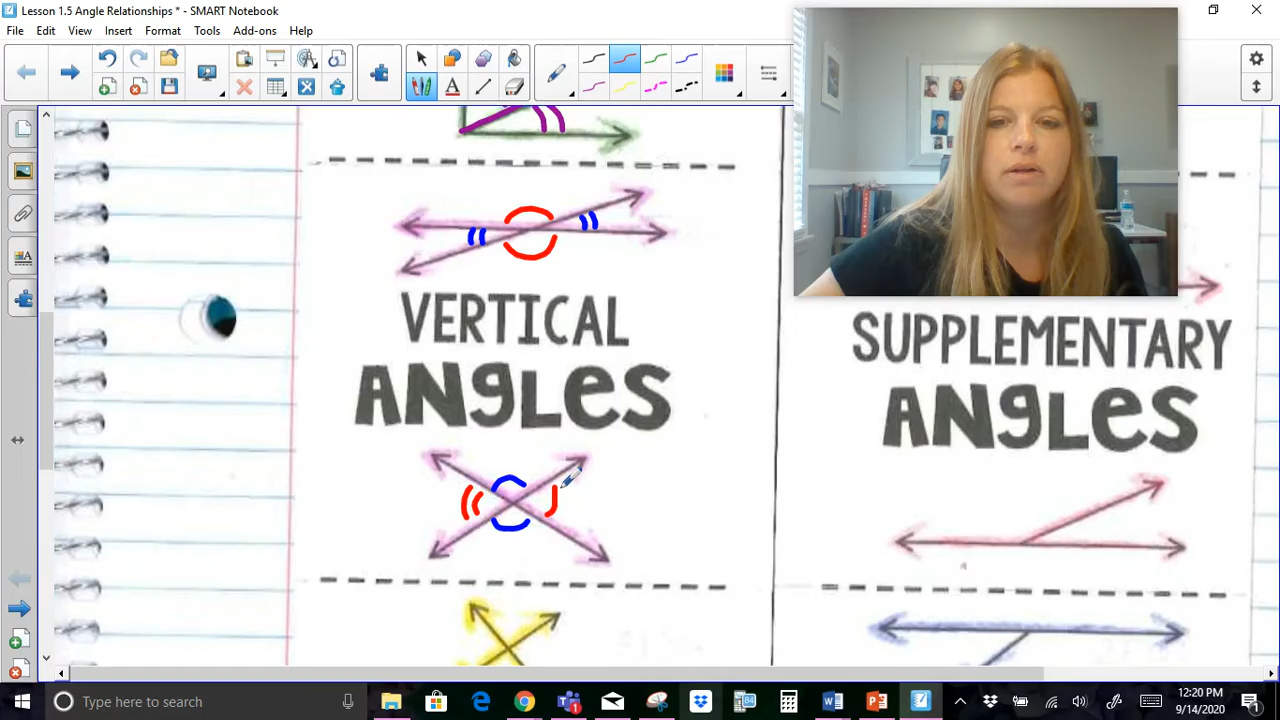 Lesson 1.5 Angle Relationships * - SMART Notebook
File Edit View Insert Format Tools Add-ons Help
VERTICAL
ANGLES
SUPPLEMENTARY
ANGLES
Type here to search
12:20 PM
9/14/2020